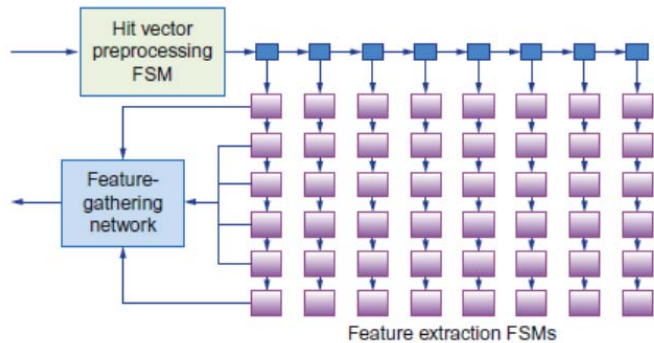 Hit vector
preprocessing
FSM
Feature-
gathering
network
Feature extraction FSMs